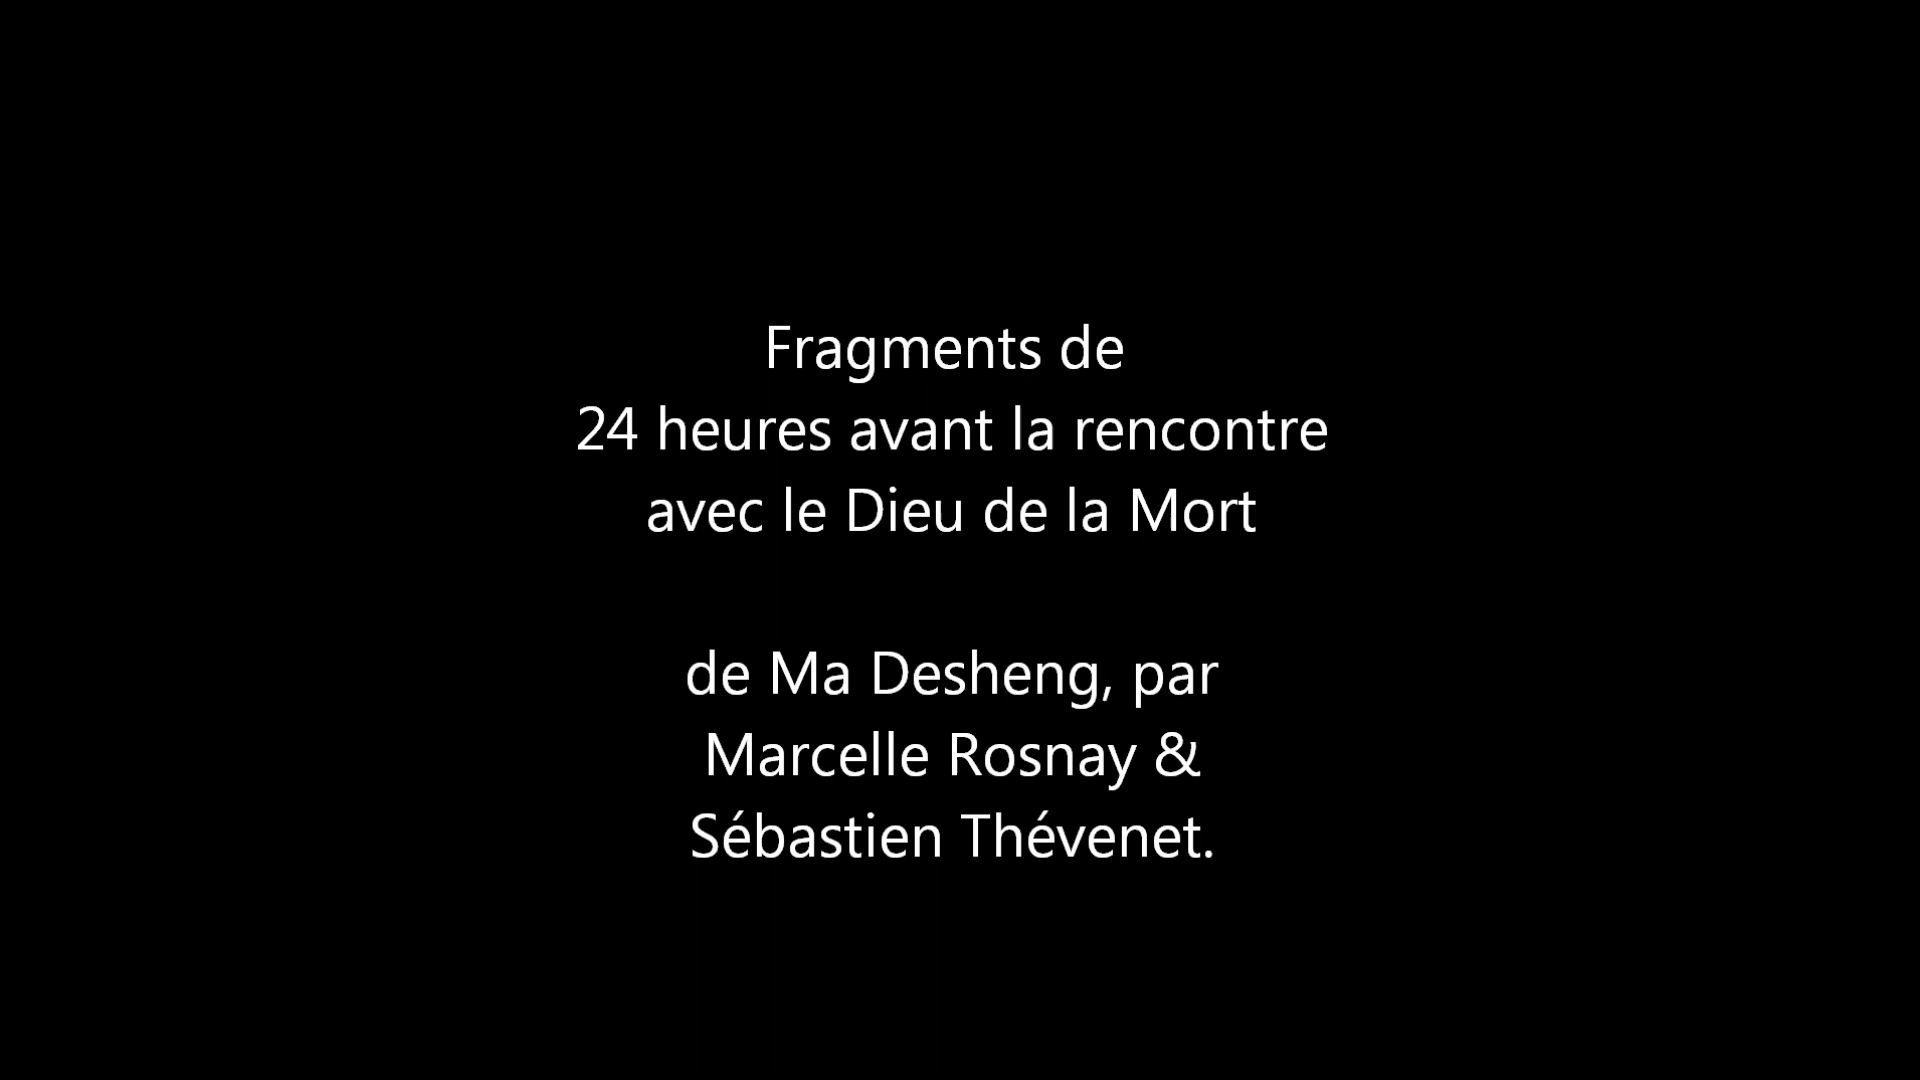 Fragments de
24 heures avant la rencontre
avec le Dieu de la Mort
de Ma Desheng, par
Marcelle Rosnay &
Sébastien Thévenet.